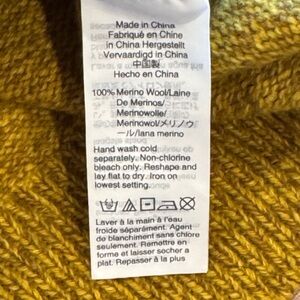 Made in China
Fabriqué en Chine
in China Hergestellt
Vervaardigd in China
中国製
Hecho en China
100% Merino Wool/Laine
De Merinos/
Merinowolle/
Merinowol/メリノウ
ール/lana merino
Hand wash cold
separately. Non-chlorine
bleach only. Reshape and
lay flat to dry. Iron on
lowest setting.
Laver à la main à l'eau
froide séparément. Agent
de blanchiment sans chlore
seulement. Remettre en
forme et laisser socher a
plat. Repasser à la plus